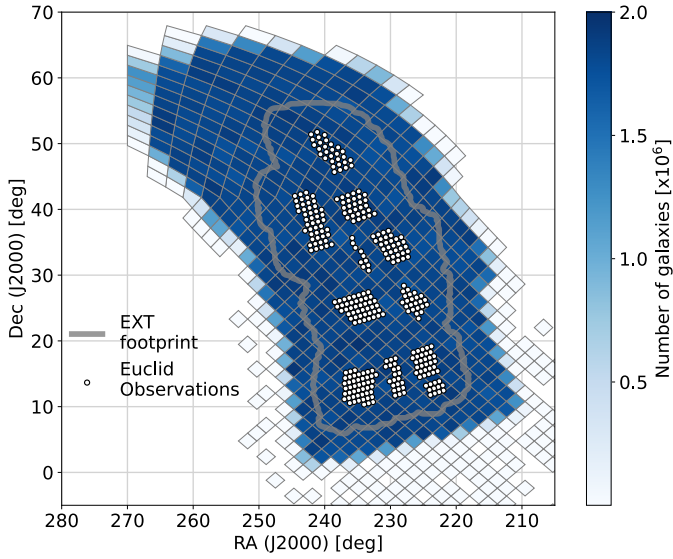 70
60
50
40
30
20
10
0
Dec (J2000) [deg]
EXT
footprint
Euclid
Observations
280
270
260
250
240
230
220
210
RA (J2000) [deg]
2.0
1.5
1.0
0.5
Number of galaxies [x10⁶]